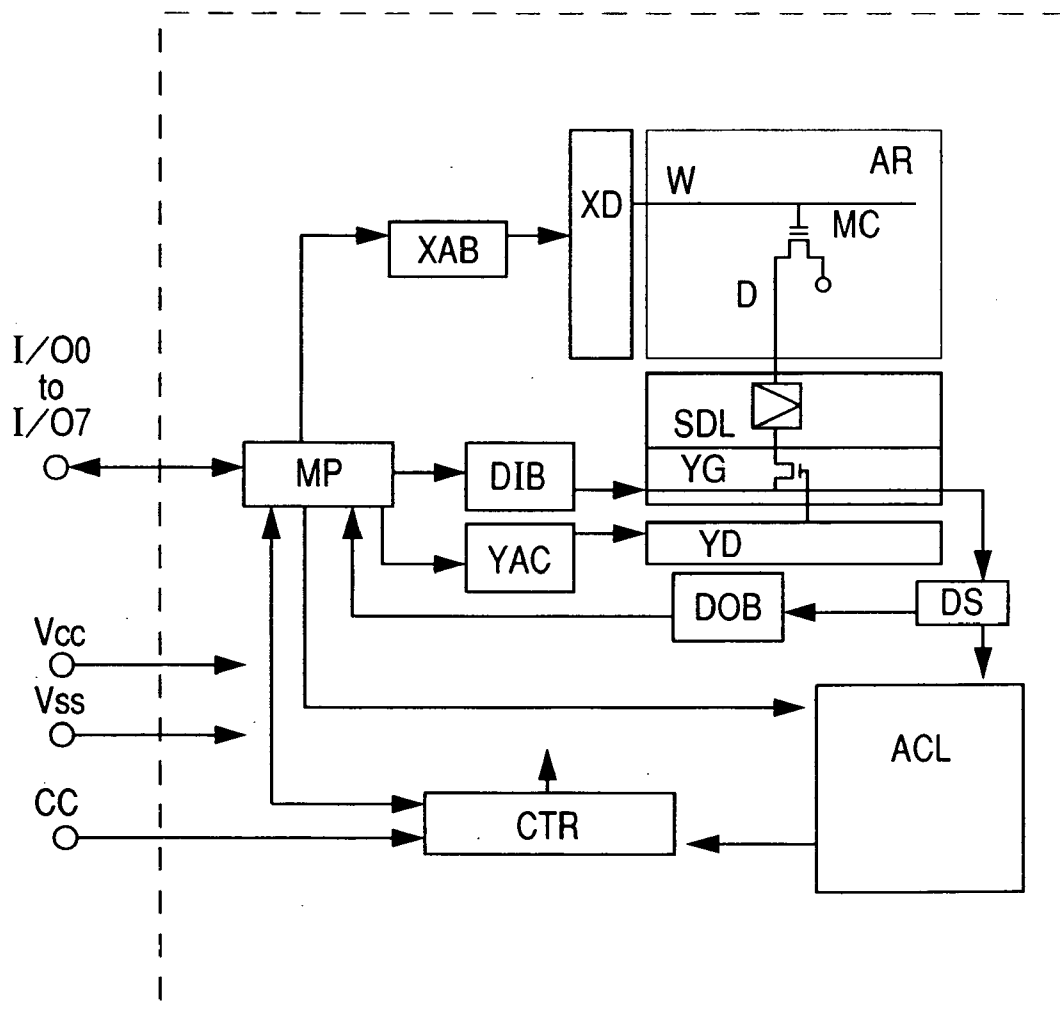 AR
W
XD
MC
XAB
D
I/O0
to
I/O7
SDL
MP
DIB
YG
YAC
YD
DOB
DS
Vcc
Vss
ACL
CC
CTR